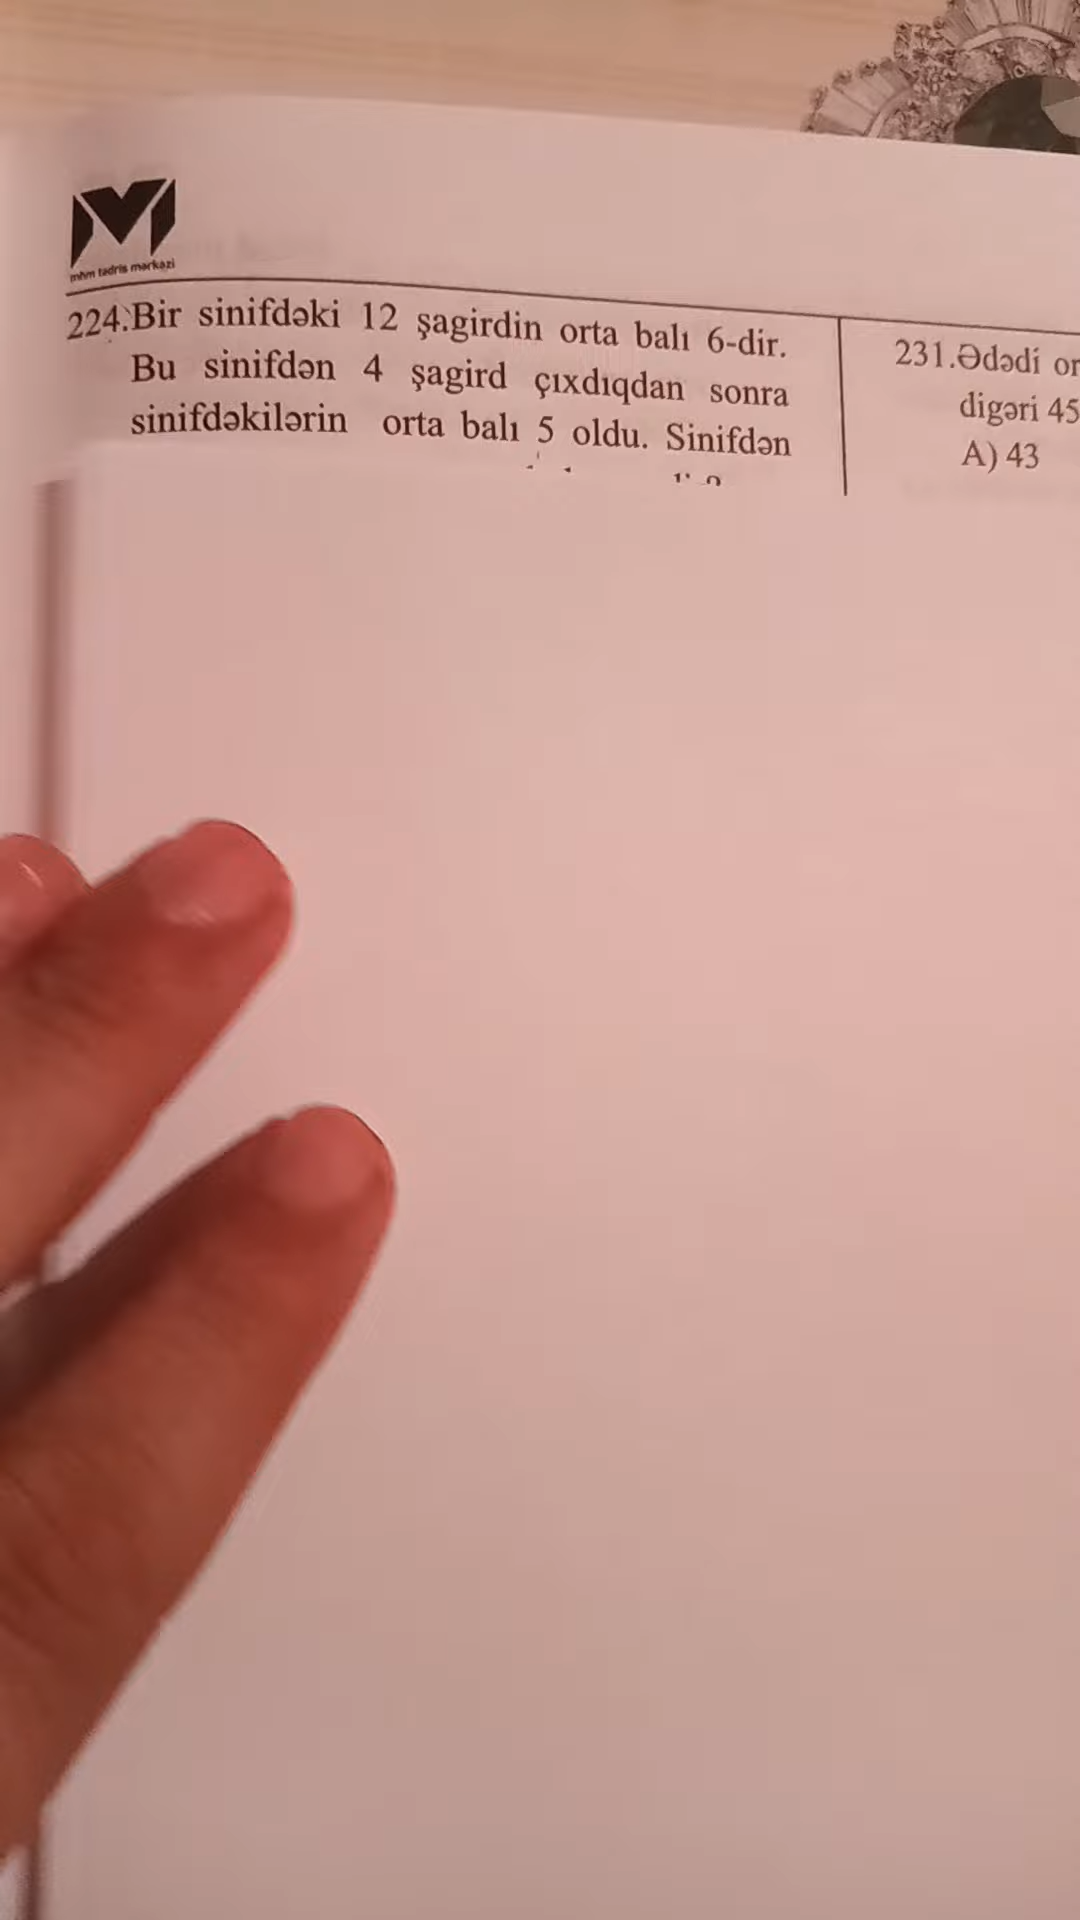 mhm tədris mərkəzi
224. Bir sinifdəki 12 şagirdin orta balı 6-dir.
Bu sinifdən 4 şagird çıxdıqdan sonra
sinifdəkilərin orta balı 5 oldu. Sinifdən
231. Ədədi
digəri 45
A) 43